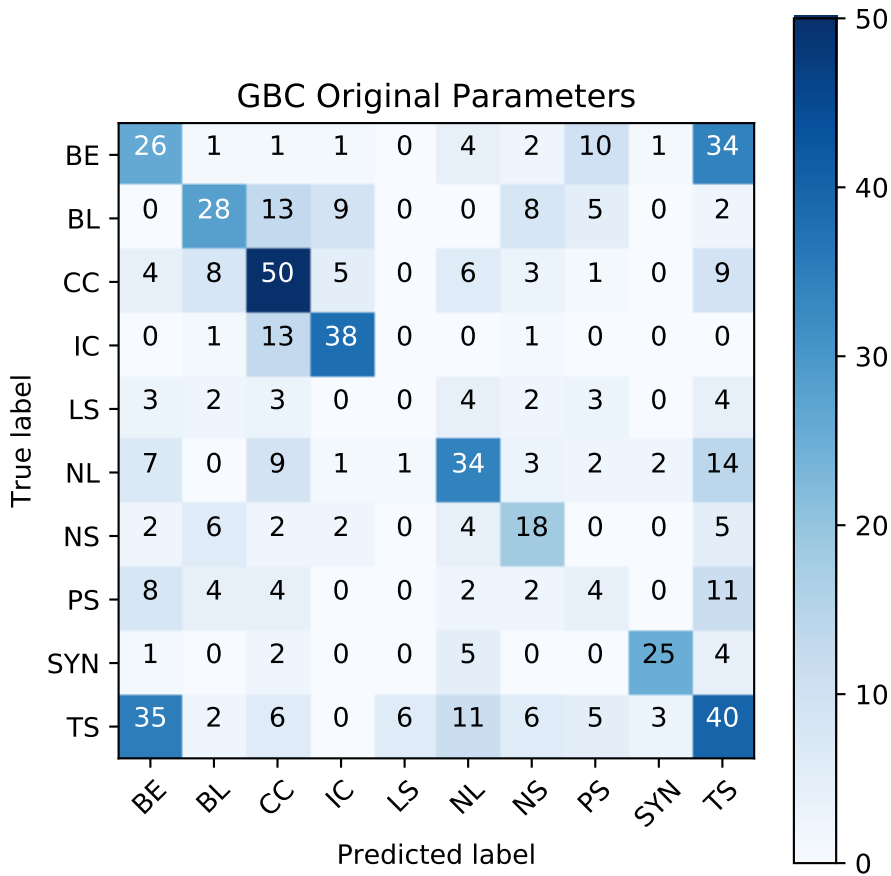 GBC Original Parameters
50
40
30
20
10
0
True label
BE 26 1 1 1 0 4 2 10 1 34
BL 0 28 13 9 0 0 8 5 0 2
CC 4 8 50 5 0 6 3 1 0 9
IC 0 1 13 38 0 0 1 0 0 0
LS 3 2 3 0 0 4 2 3 0 4
NL 7 0 9 1 1 34 3 2 2 14
NS 2 6 2 2 0 4 18 0 0 5
PS 8 4 4 0 0 2 2 4 0 11
SYN 1 0 2 0 0 5 0 0 25 4
TS 35 2 6 0 6 11 6 5 3 40
BE BL CC IC LS NL NS PS SYN TS
Predicted label